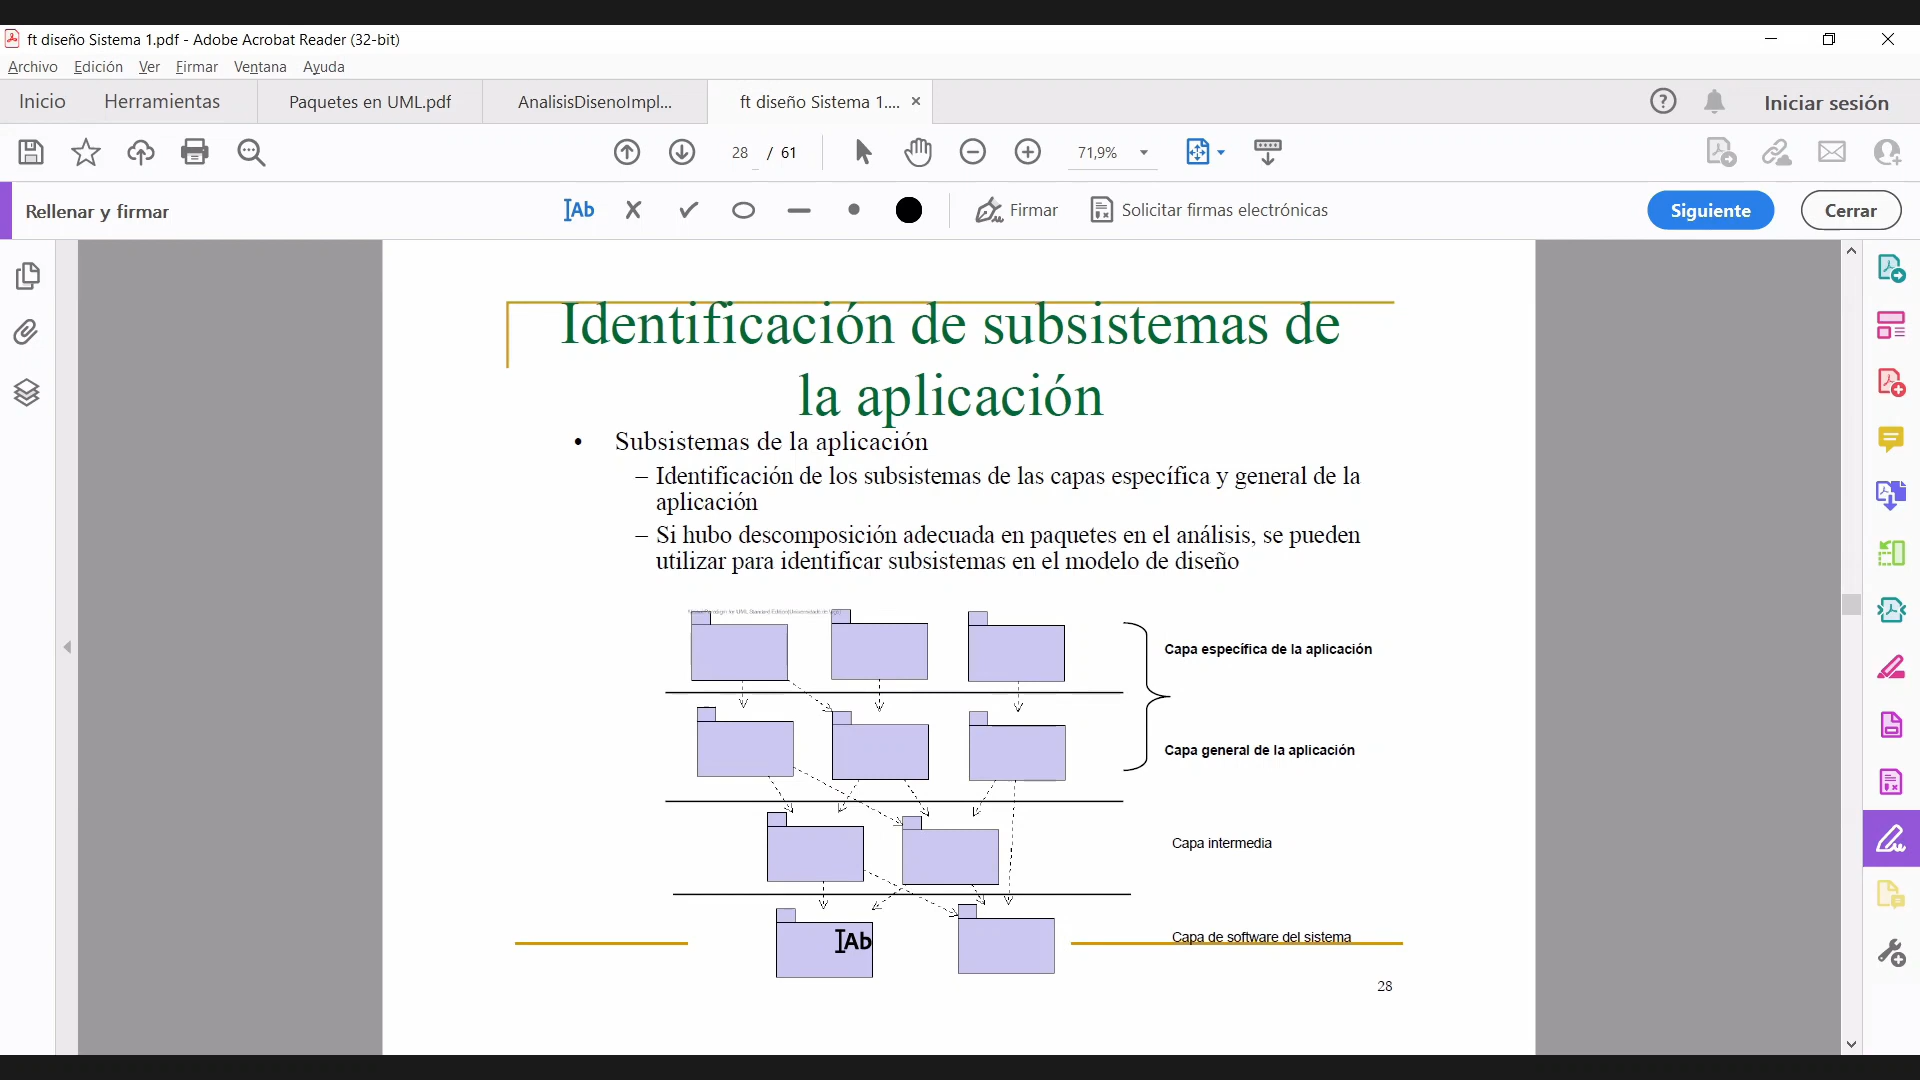 ft diseño Sistema 1.pdf - Adobe Acrobat Reader (32-bit)
Archivo Edición Ver Firmar Ventana Ayuda
Inicio Herramientas Paquetes en UML.pdf AnalisisDisenoImpl... ft diseño Sistema 1.... × Iniciar sesión
28 / 61 71,9%
Rellenar y firmar Ab Firmar Solicitar firmas electrónicas Siguiente Cerrar
Identificación de subsistemas de
la aplicación
• Subsistemas de la aplicación
– Identificación de los subsistemas de las capas específica y general de la
aplicación
– Si hubo descomposición adecuada en paquetes en el análisis, se pueden
utilizar para identificar subsistemas en el modelo de diseño
Capa específica de la aplicación
Capa general de la aplicación
Capa intermedia
Capa de software del sistema
Ab
28